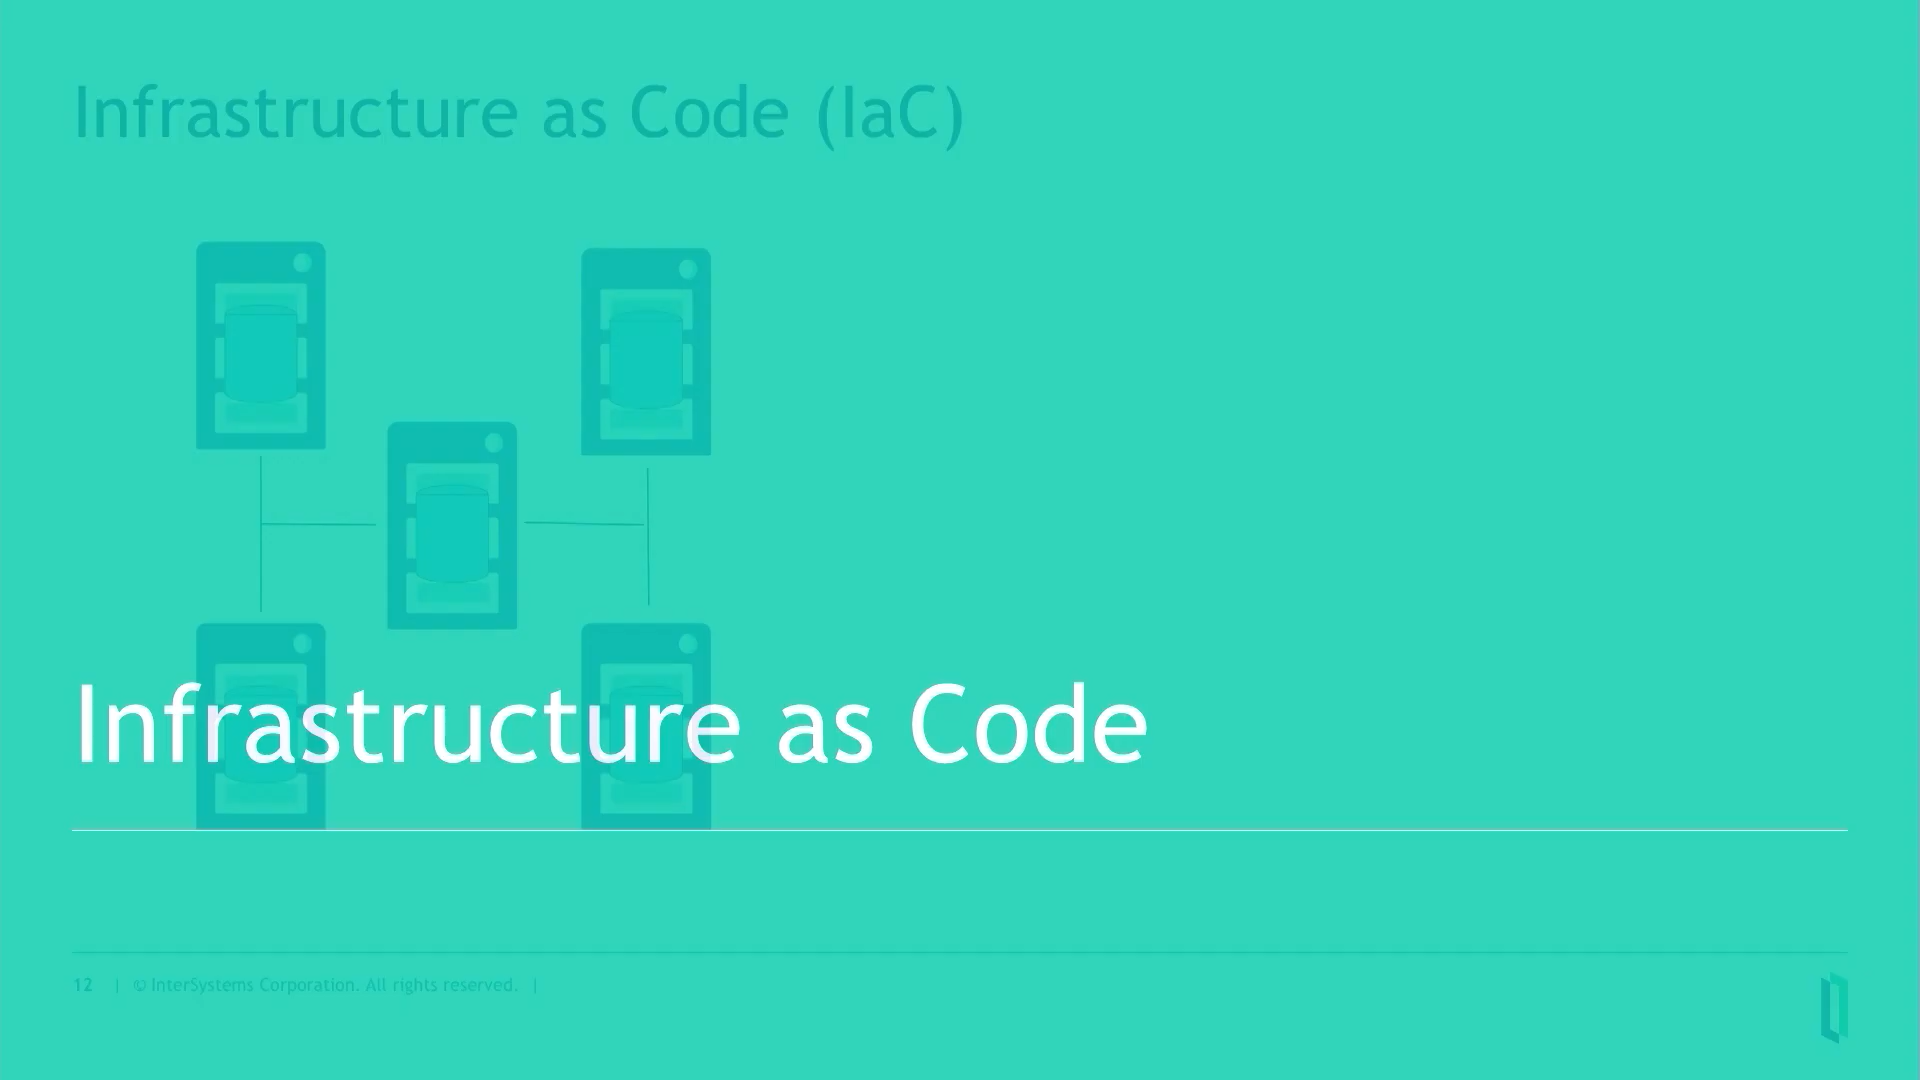 Infrastructure as Code (IaC)
Infrastructure as Code
12 | © InterSystems Corporation. All rights reserved. |